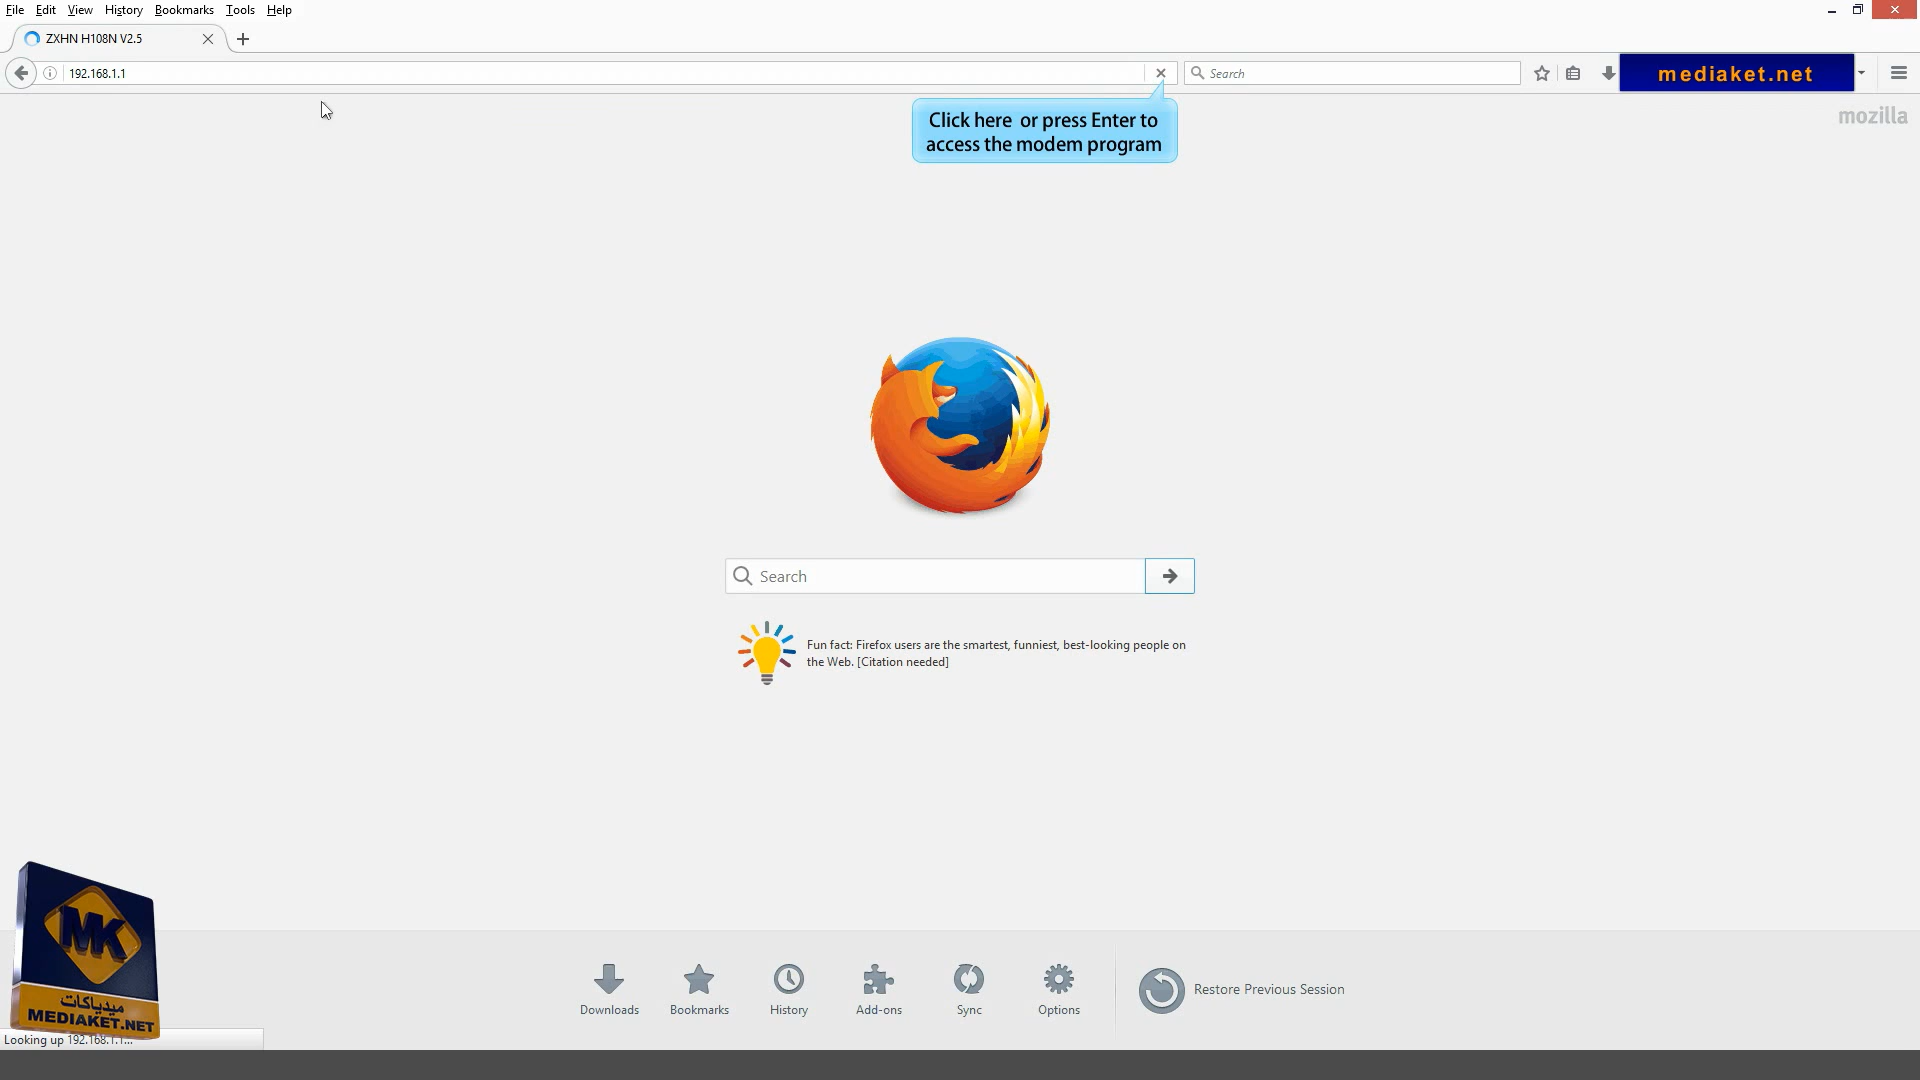 File Edit View History Bookmarks Tools Help
ZXHN H108N V2.5
192.168.1.1
Search
mediaket.net
Click here or press Enter to
access the modem program
mozilla
Search
Fun fact: Firefox users are the smartest, funniest, best-looking people on
the Web. [Citation needed]
Downloads
Bookmarks
History
Add-ons
Sync
Options
Restore Previous Session
MK
ميدياكات
MEDIAKET.NET
Looking up 192.168.1.1...